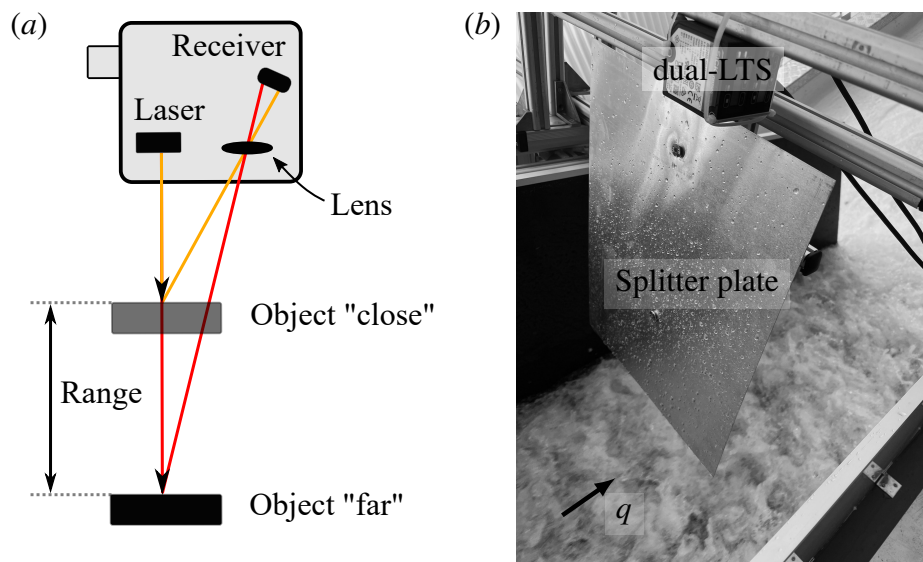 (a)
Receiver
Laser
Lens
Object "close"
Range
Object "far"
(b)
dual-LTS
Splitter plate
q